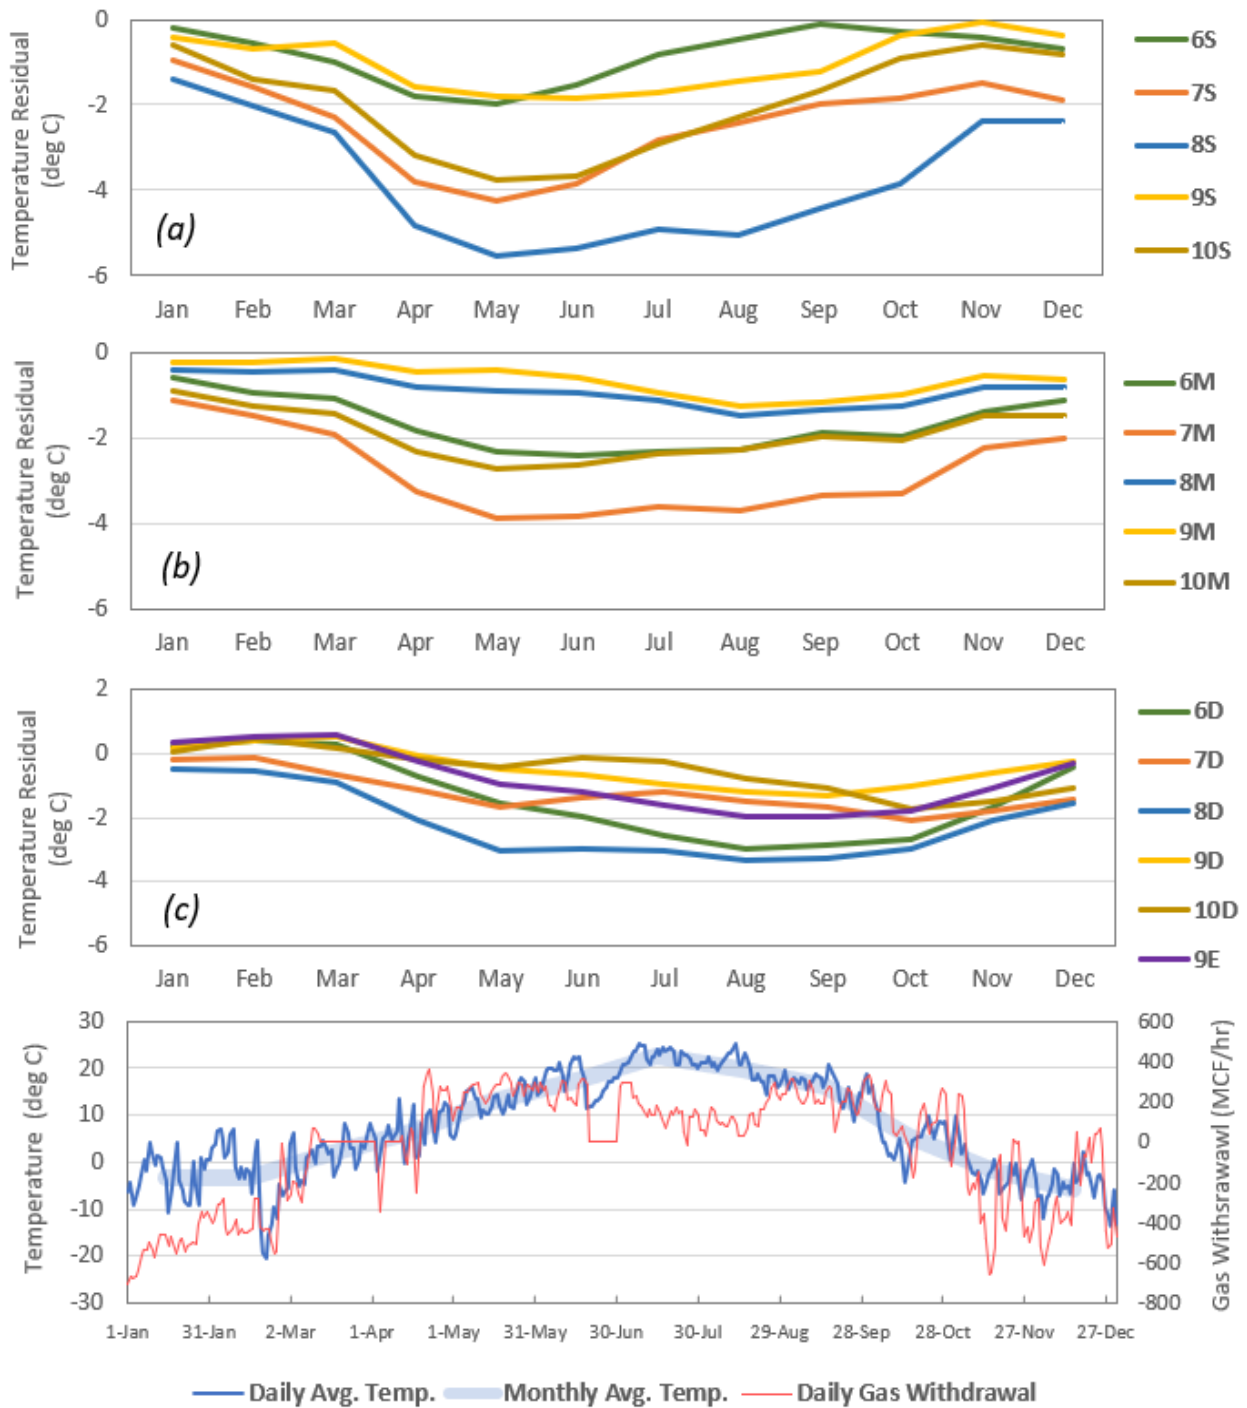 Temperature Residual
(deg C)
0
-2
-4
-6
(a)
Jan Feb Mar Apr May Jun Jul Aug Sep Oct Nov Dec
6S
7S
8S
9S
10S
Temperature Residual
(deg C)
0
-2
-4
-6
(b)
Jan Feb Mar Apr May Jun Jul Aug Sep Oct Nov Dec
6M
7M
8M
9M
10M
Temperature Residual
(deg C)
2
0
-2
-4
-6
(c)
Jan Feb Mar Apr May Jun Jul Aug Sep Oct Nov Dec
6D
7D
8D
9D
10D
9E
Temperature (deg C)
30
20
10
0
-10
-20
-30
600
400
200
0
-200
-400
-600
-800
Gas Withsrawawl (MCF/hr)
1-Jan 31-Jan 2-Mar 1-Apr 1-May 31-May 30-Jun 30-Jul 29-Aug 28-Sep 28-Oct 27-Nov 27-Dec
Daily Avg. Temp. Monthly Avg. Temp. Daily Gas Withdrawal